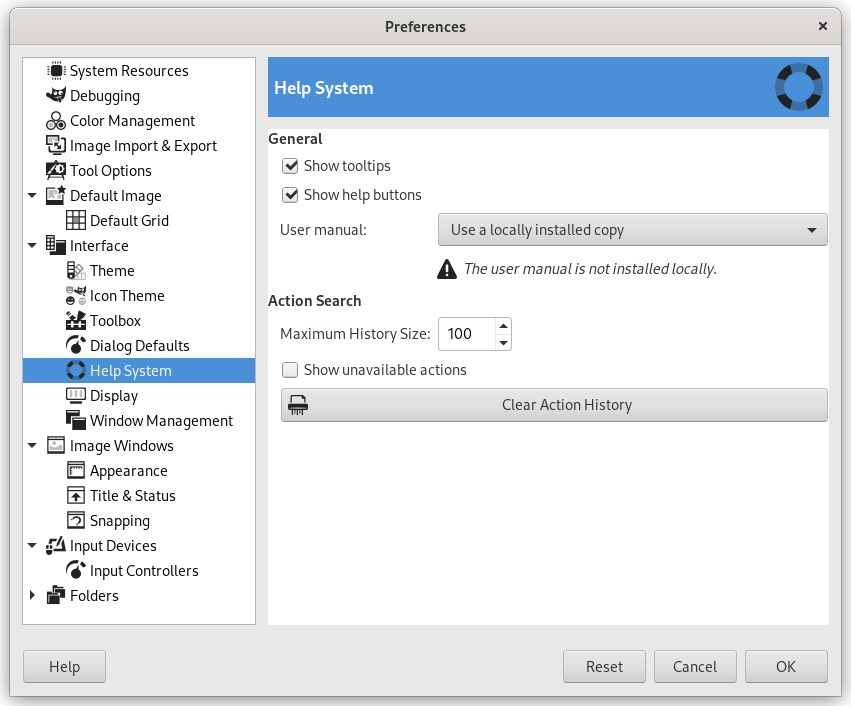 Preferences
System Resources
Debugging
Color Management
Image Import & Export
Tool Options
Default Image
Default Grid
Interface
Theme
Icon Theme
Toolbox
Dialog Defaults
Help System
Display
Window Management
Image Windows
Appearance
Title & Status
Snapping
Input Devices
Input Controllers
Folders
Help System
General
Show tooltips
Show help buttons
User manual: Use a locally installed copy
The user manual is not installed locally.
Action Search
Maximum History Size: 100
Show unavailable actions
Clear Action History
Help Reset Cancel OK